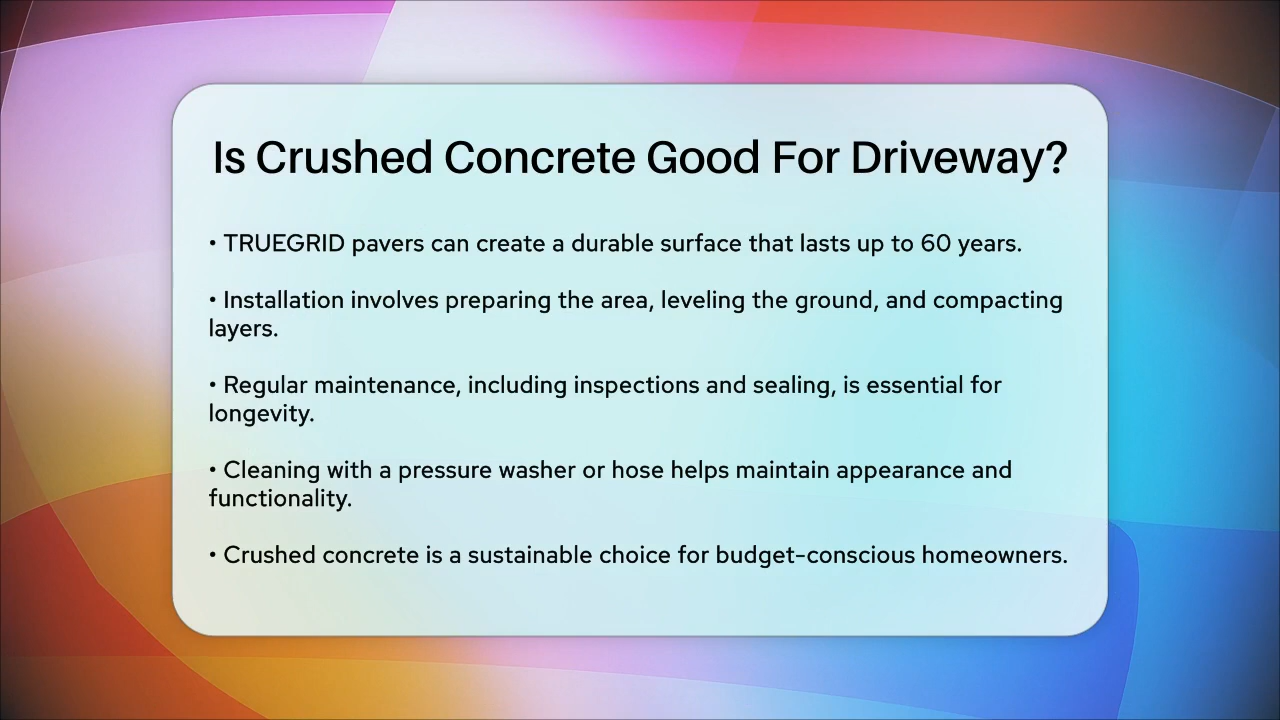 Is Crushed Concrete Good For Driveway?
• TRUEGRID pavers can create a durable surface that lasts up to 60 years.
• Installation involves preparing the area, leveling the ground, and compacting
layers.
• Regular maintenance, including inspections and sealing, is essential for
longevity.
• Cleaning with a pressure washer or hose helps maintain appearance and
functionality.
• Crushed concrete is a sustainable choice for budget-conscious homeowners.